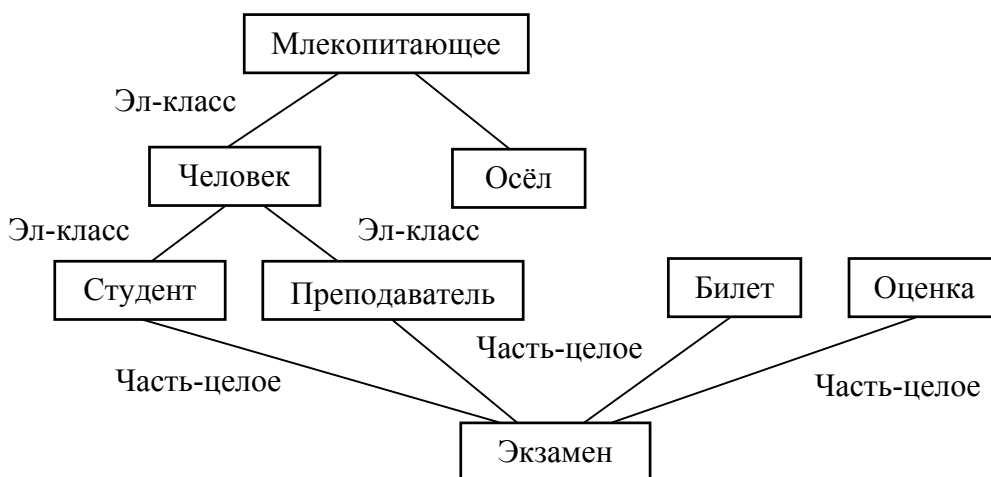 Млекопитающее
Эл-класс
Человек
Осёл
Эл-класс
Эл-класс
Студент
Преподаватель
Билет
Оценка
Часть-целое
Часть-целое
Часть-целое
Экзамен